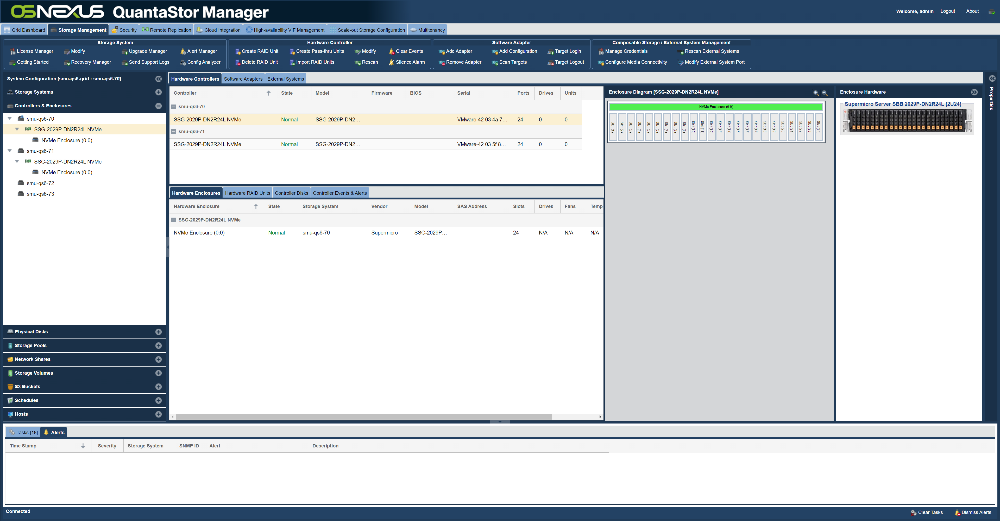 OSNEXUS QuantaStor Manager
Welcome, admin Logout About
Grid Dashboard Storage Management Security Remote Replication Cloud Integration High-availability VIF Management Scale-out Storage Configuration Multitenancy
Storage System Hardware Controller Software Adapter Composable Storage / External System Management
License Manager Modify Upgrade Manager Alert Manager Create RAID Unit Create Pass-thru Units Modify Clear Events Add Adapter Add Configuration Target Login Manage Credentials Rescan External Systems
Getting Started Recovery Manager Send Support Logs Config Analyzer Delete RAID Unit Import RAID Units Rescan Silence Alarm Remove Adapter Scan Targets Target Logout Configure Media Connectivity Modify External System Port
System Configuration [smu-qs6-grid : smu-qs6-70]
Storage Systems
Controllers & Enclosures
smu-qs6-70
SSG-2029P-DN2R24L NVMe
NVMe Enclosure (0:0)
smu-qs6-71
SSG-2029P-DN2R24L NVMe
NVMe Enclosure (0:0)
smu-qs6-72
smu-qs6-73
Physical Disks
Storage Pools
Network Shares
Storage Volumes
S3 Buckets
Schedules
Hosts
Hardware Controllers Software Adapters External Systems
Controller State Model Firmware BIOS Serial Ports Drives Units
smu-qs6-70
SSG-2029P-DN2R24L NVMe Normal SSG-2029P-DN2... VMware-42 03 4a 7... 24 0 0
smu-qs6-71
SSG-2029P-DN2R24L NVMe Normal SSG-2029P-DN2... VMware-42 03 5f 8... 24 0 0
Hardware Enclosures Hardware RAID Units Controller Disks Controller Events & Alerts
Hardware Enclosure State Storage System Vendor Model SAS Address Slots Drives Fans Temp
SSG-2029P-DN2R24L NVMe
NVMe Enclosure (0:0) Normal smu-qs6-70 Supermicro SSG-2029P... 24 N/A N/A N/A
Enclosure Diagram [SSG-2029P-DN2R24L NVMe]
NVMe Enclosure (0:0)
Slot (1) Slot (2) Slot (3) Slot (4) Slot (5) Slot (6) Slot (7) Slot (8) Slot (9) Slot (10) Slot (11) Slot (12) Slot (13) Slot (14) Slot (15) Slot (16) Slot (17) Slot (18) Slot (19) Slot (20) Slot (21) Slot (22) Slot (23) Slot (24)
Enclosure Hardware
Supermicro Server SBB 2029P-DN2R24L (2U24)
Properties
Tasks [18] Alerts
Time Stamp Severity Storage System SNMP ID Alert Description
Connected
Clear Tasks Dismiss Alerts